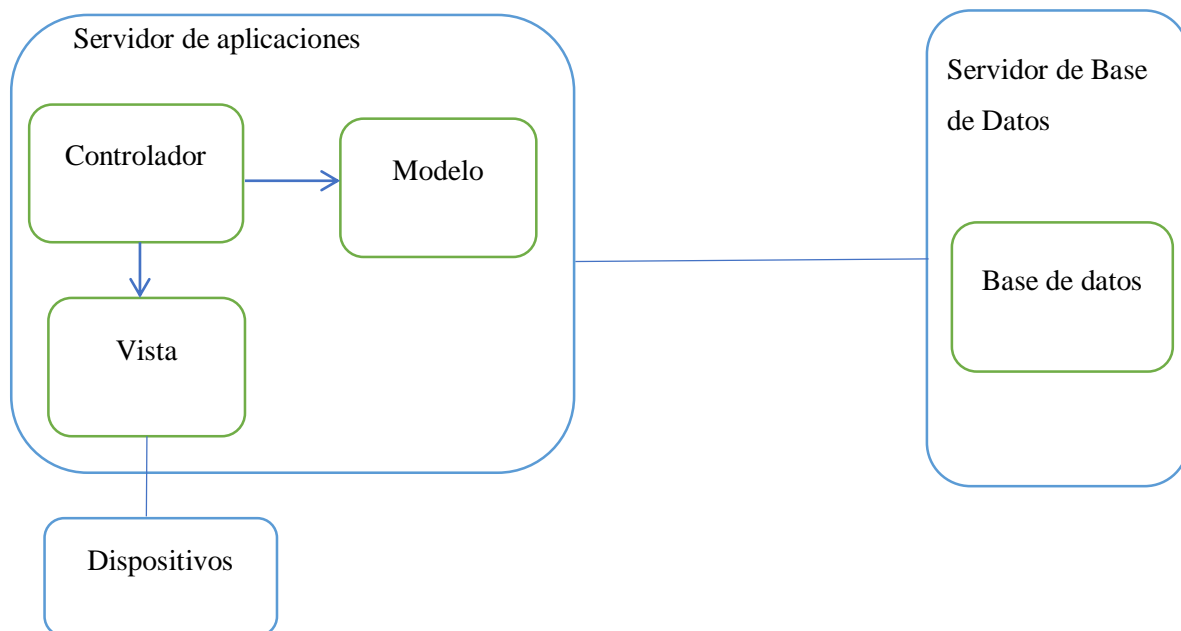 Servidor de aplicaciones
Controlador
Modelo
Vista
Dispositivos
Servidor de Base
de Datos
Base de datos